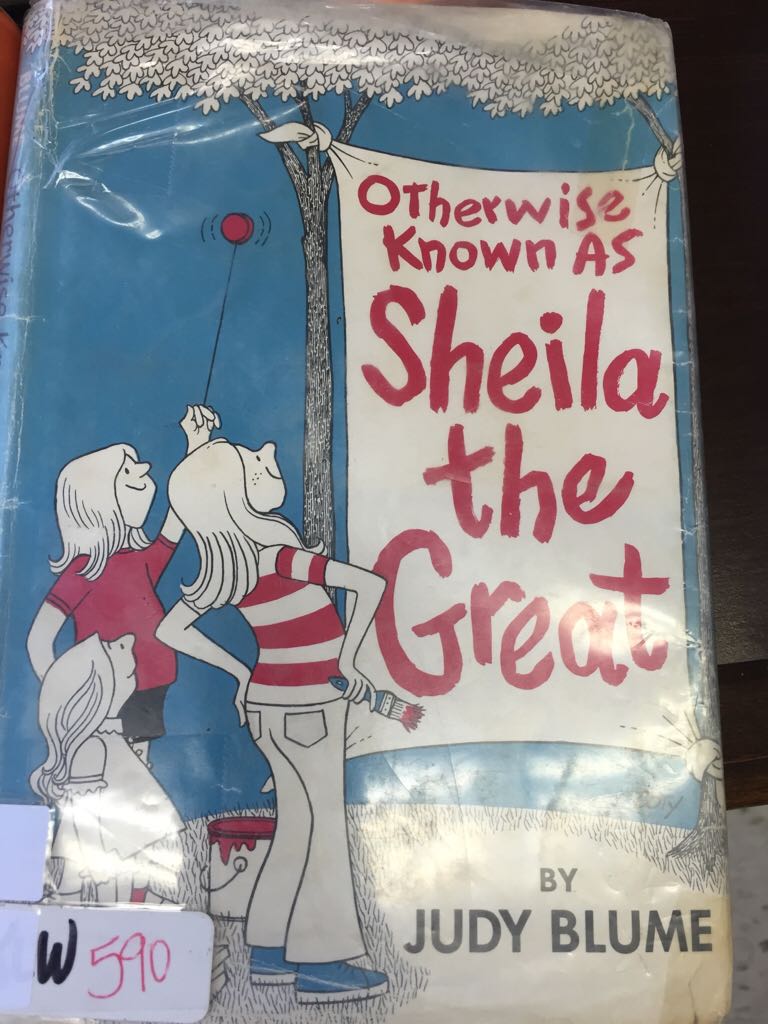 Otherwise
Known As
Sheila
the
Great
BY
JUDY BLUME
W 590